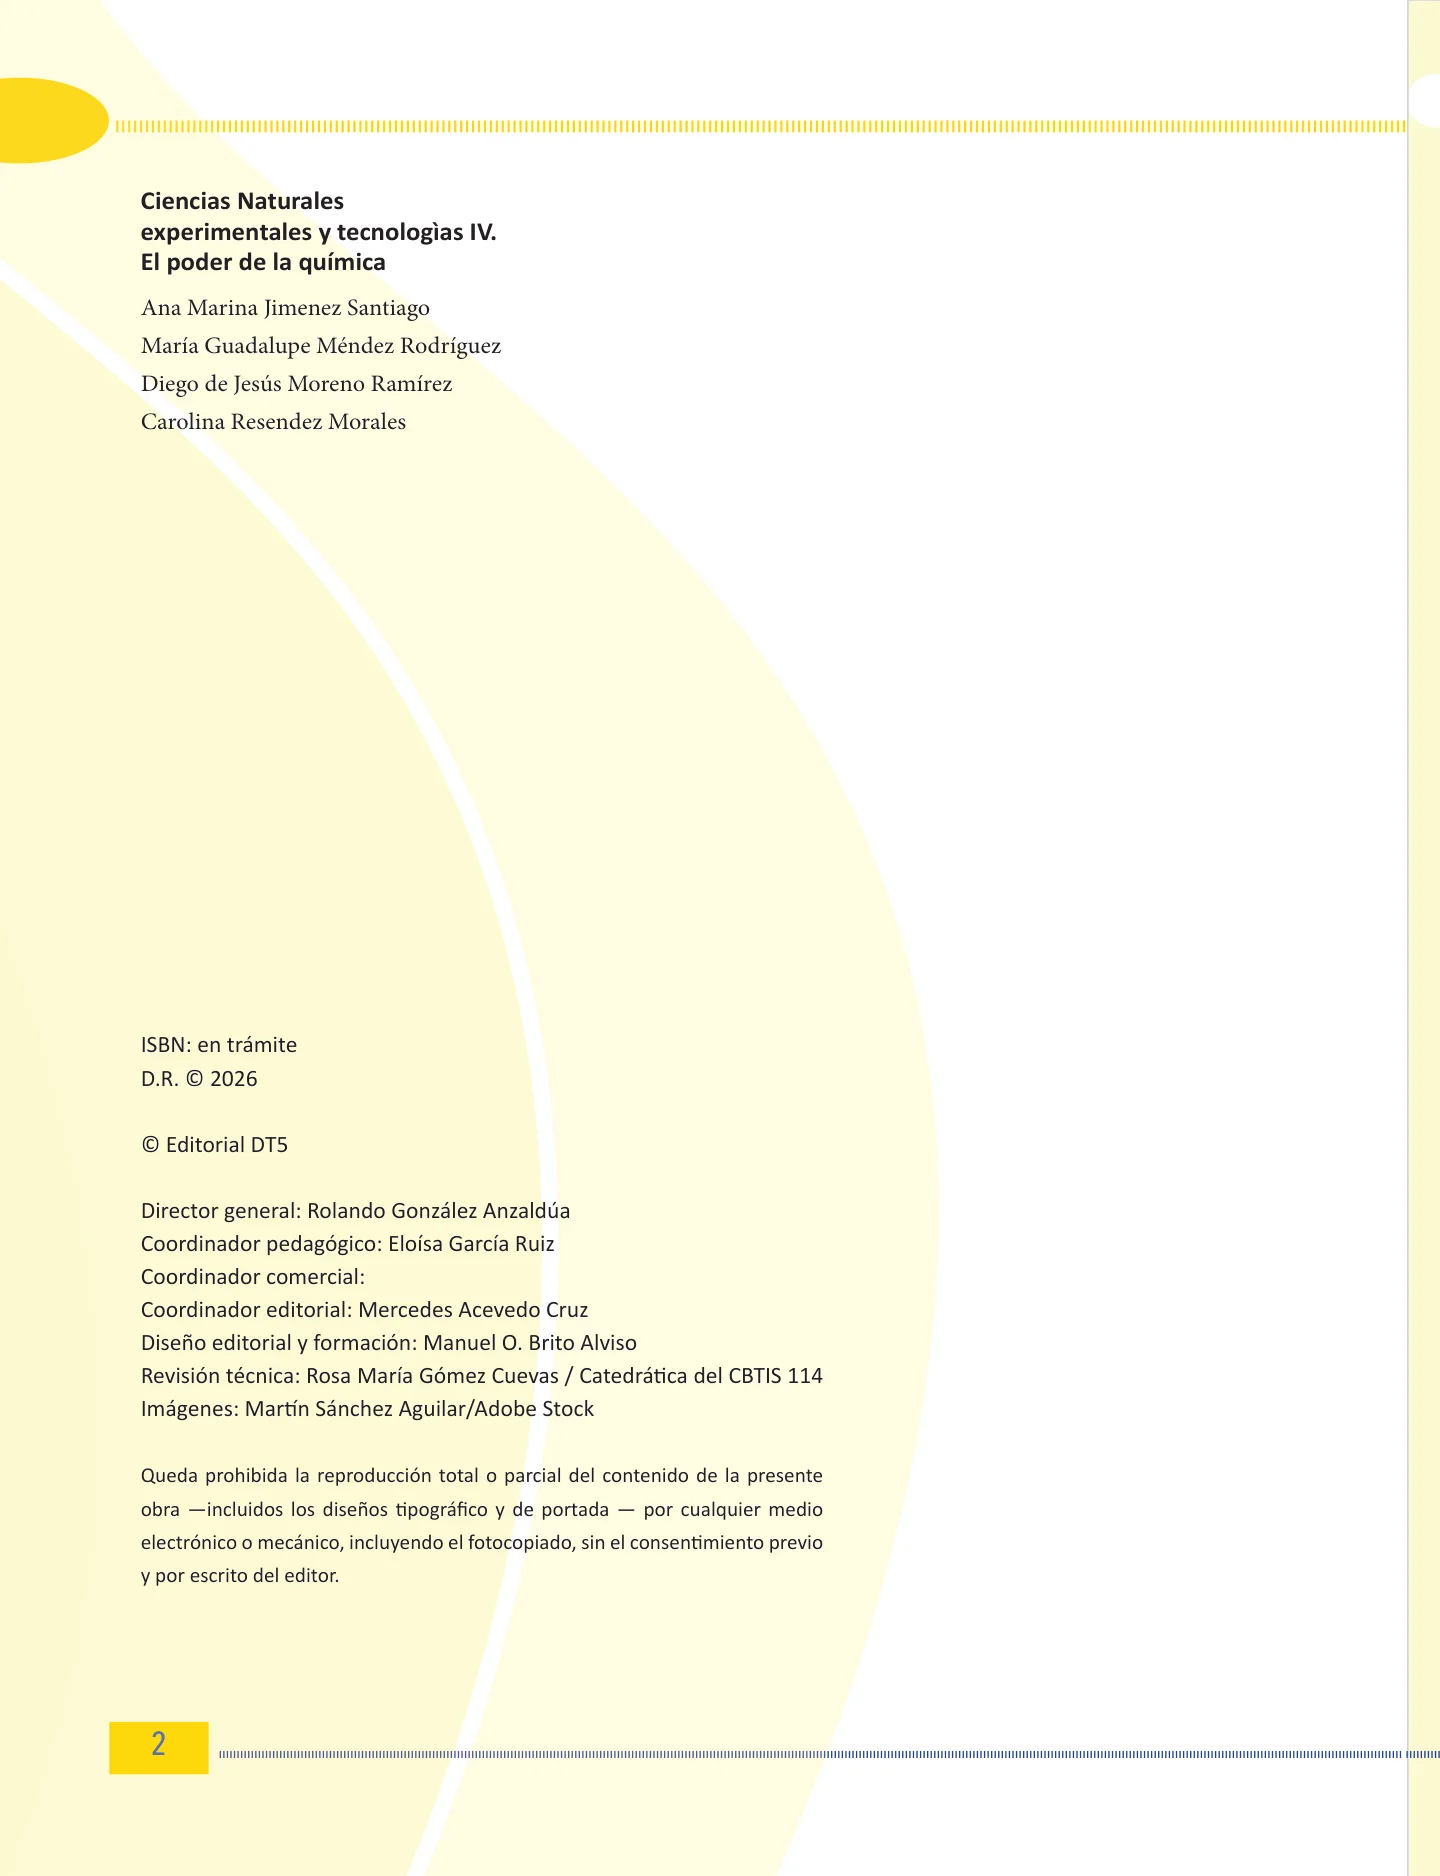 Ciencias Naturales
experimentales y tecnologìas IV.
El poder de la química
Ana Marina Jimenez Santiago
María Guadalupe Méndez Rodríguez
Diego de Jesús Moreno Ramírez
Carolina Resendez Morales
ISBN: en trámite
D.R. © 2026
© Editorial DT5
Director general: Rolando González Anzaldúa
Coordinador pedagógico: Eloísa García Ruiz
Coordinador comercial:
Coordinador editorial: Mercedes Acevedo Cruz
Diseño editorial y formación: Manuel O. Brito Alviso
Revisión técnica: Rosa María Gómez Cuevas / Catedrática del CBTIS 114
Imágenes: Martín Sánchez Aguilar/Adobe Stock
Queda prohibida la reproducción total o parcial del contenido de la presente
obra —incluidos los diseños tipográfico y de portada — por cualquier medio
electrónico o mecánico, incluyendo el fotocopiado, sin el consentimiento previo
y por escrito del editor.
2